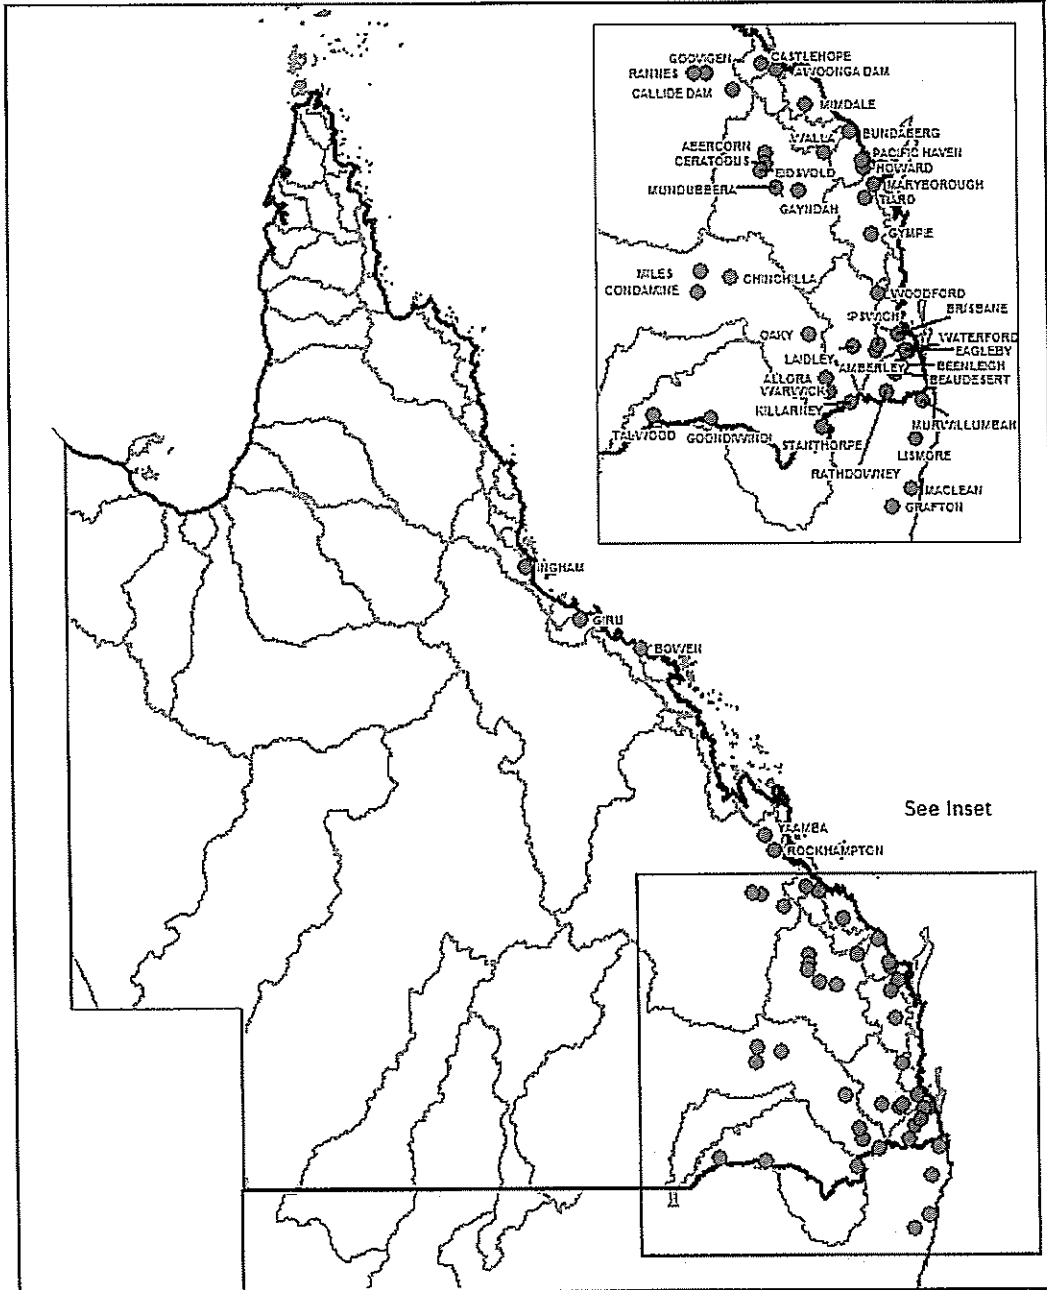 GOOVIGEN
CASTLEHOPE
RANNES
AWOONGA DAM
CALLIDE DAM
MIMDALE
WALLA
BUNDABERG
ABERCORN
PACIFIC HAVEN
CERATODUS
HOWARD
EIDSVOLD
MARYBOROUGH
MUNDUBBERA
TIARO
GAYNDAH
GYMPIE
MILES
CHINCHILLA
CONDAMINE
WOODFORD
IPSWICH
BRISBANE
OAKY
WATERFORD
EAGLEBY
LAIDLEY
AMBERLEY
BEENLEIGH
ALLORA
BEAUDESERT
WARWICK
KILLARNEY
MURWILLUMBAH
TALWOOD
GOONDIWINDI
STANTHORPE
LISMORE
RATHDOWNEY
MACLEAN
GRAFTON
INGHAM
GIRU
BOWEN
See Inset
YAAMBA
ROCKHAMPTON